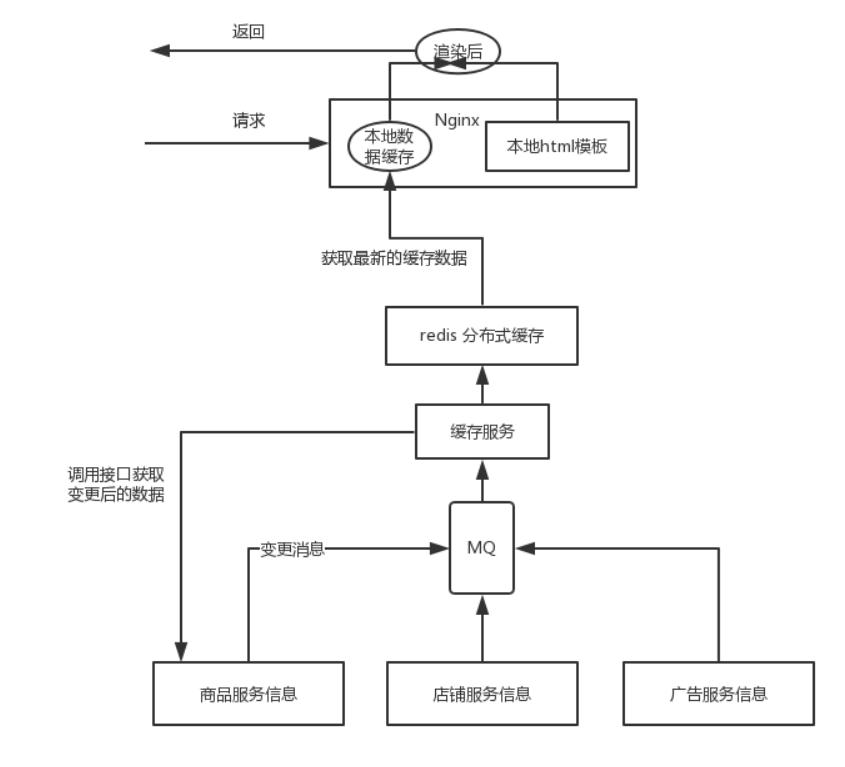 返回
渲染后
请求
Nginx
本地数
据缓存
本地html模板
获取最新的缓存数据
redis 分布式缓存
缓存服务
调用接口获取
变更后的数据
变更消息
MQ
商品服务信息
店铺服务信息
广告服务信息